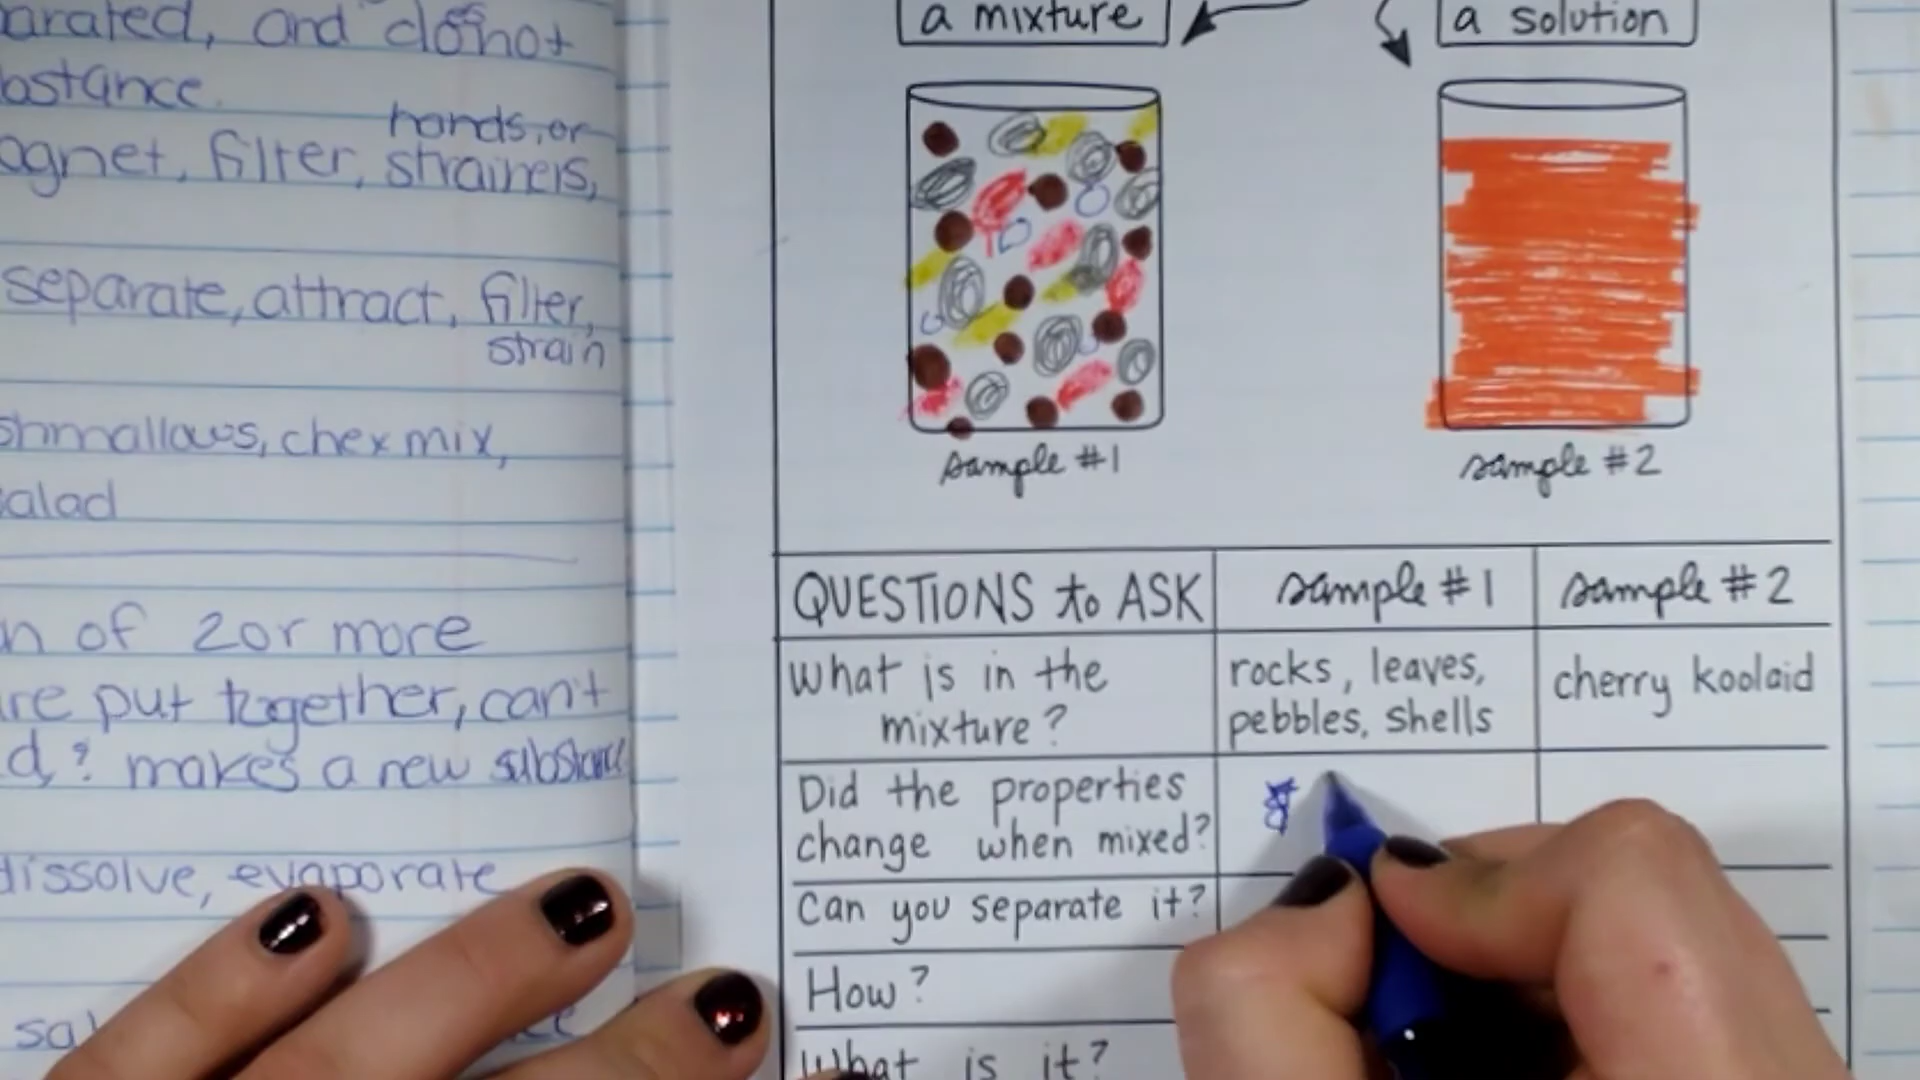 arated, and do not
bstance.
hands, or
agnet, filter, strainers,
separate, attract, filter,
strain
shmallows, chex mix,
alad
n of 2 or more
re put together, can't
d, ? makes a new substance
dissolve, evaporate
a mixture
a solution
sample #1
sample #2
QUESTIONS to ASK
sample #1
sample #2
What is in the
mixture?
rocks, leaves,
pebbles, shells
cherry koolaid
Did the properties
change when mixed?
Can you separate it?
How?
What is it?